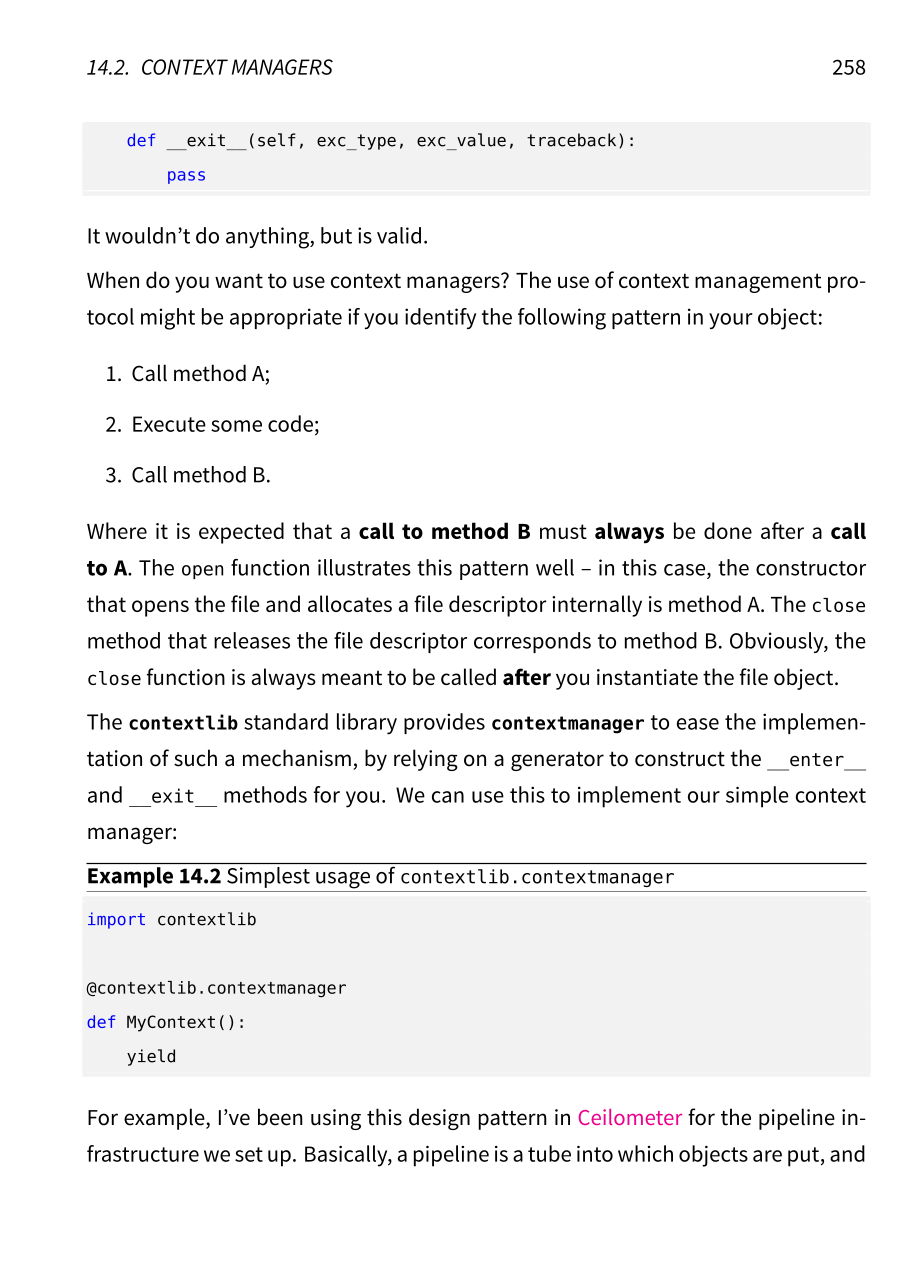 14.2. CONTEXT MANAGERS 258
def __exit__(self, exc_type, exc_value, traceback):
pass
It wouldn’t do anything, but is valid.
When do you want to use context managers? The use of context management pro-
tocol might be appropriate if you identify the following pattern in your object:
1. Call method A;
2. Execute some code;
3. Call method B.
Where it is expected that a call to method B must always be done after a call
to A. The open function illustrates this pattern well – in this case, the constructor
that opens the file and allocates a file descriptor internally is method A. The close
method that releases the file descriptor corresponds to method B. Obviously, the
close function is always meant to be called after you instantiate the file object.
The contextlib standard library provides contextmanager to ease the implemen-
tation of such a mechanism, by relying on a generator to construct the __enter__
and __exit__ methods for you. We can use this to implement our simple context
manager:
Example 14.2 Simplest usage of contextlib.contextmanager
import contextlib
@contextlib.contextmanager
def MyContext():
yield
For example, I’ve been using this design pattern in Ceilometer for the pipeline in-
frastructure we set up. Basically, a pipeline is a tube into which objects are put, and